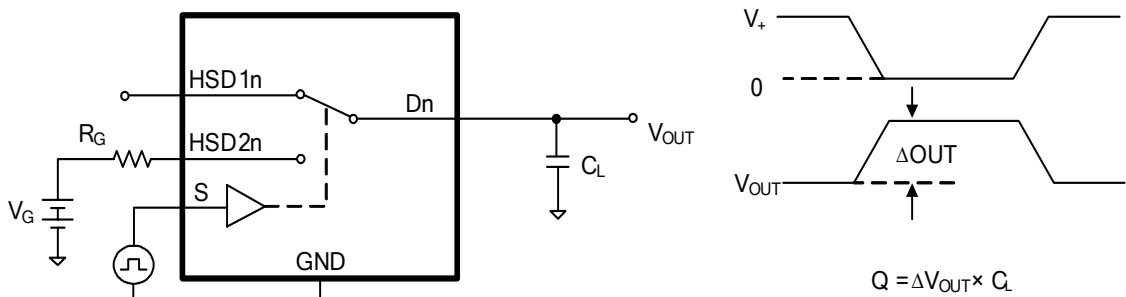 HSD1n
Dn
V+
0
RG
HSD2n
VOUT
CL
ΔOUT
S
VOUT
VG
GND
Q = ΔVOUT × CL